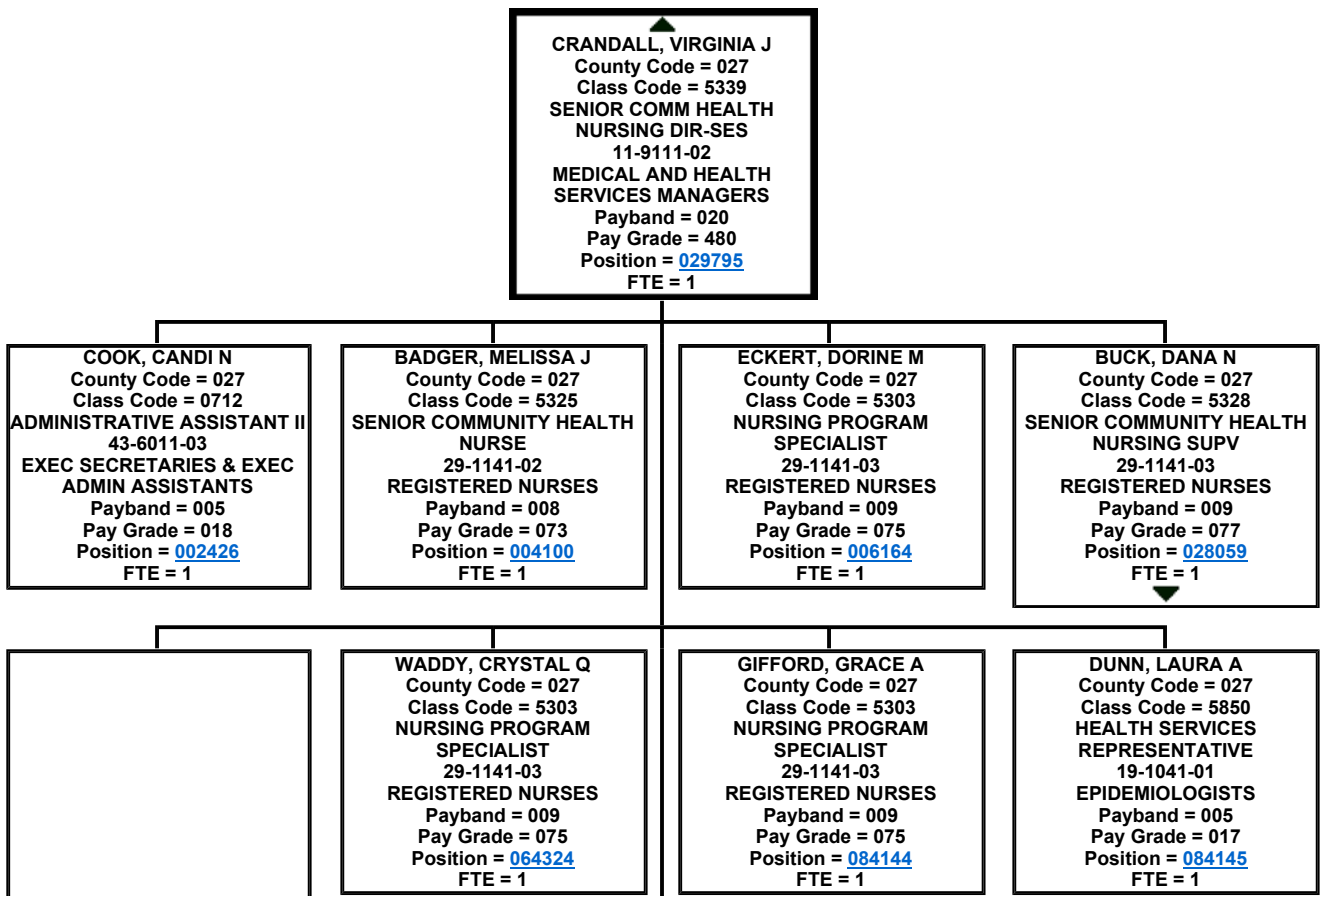 CRANDALL, VIRGINIA J
County Code = 027
Class Code = 5339
SENIOR COMM HEALTH
NURSING DIR-SES
11-9111-02
MEDICAL AND HEALTH
SERVICES MANAGERS
Payband = 020
Pay Grade = 480
Position = 029795
FTE = 1
COOK, CANDI N
County Code = 027
Class Code = 0712
ADMINISTRATIVE ASSISTANT II
43-6011-03
EXEC SECRETARIES & EXEC
ADMIN ASSISTANTS
Payband = 005
Pay Grade = 018
Position = 002426
FTE = 1
BADGER, MELISSA J
County Code = 027
Class Code = 5325
SENIOR COMMUNITY HEALTH
NURSE
29-1141-02
REGISTERED NURSES
Payband = 008
Pay Grade = 073
Position = 004100
FTE = 1
ECKERT, DORINE M
County Code = 027
Class Code = 5303
NURSING PROGRAM
SPECIALIST
29-1141-03
REGISTERED NURSES
Payband = 009
Pay Grade = 075
Position = 006164
FTE = 1
BUCK, DANA N
County Code = 027
Class Code = 5328
SENIOR COMMUNITY HEALTH
NURSING SUPV
29-1141-03
REGISTERED NURSES
Payband = 009
Pay Grade = 077
Position = 028059
FTE = 1
WADDY, CRYSTAL Q
County Code = 027
Class Code = 5303
NURSING PROGRAM
SPECIALIST
29-1141-03
REGISTERED NURSES
Payband = 009
Pay Grade = 075
Position = 064324
FTE = 1
GIFFORD, GRACE A
County Code = 027
Class Code = 5303
NURSING PROGRAM
SPECIALIST
29-1141-03
REGISTERED NURSES
Payband = 009
Pay Grade = 075
Position = 084144
FTE = 1
DUNN, LAURA A
County Code = 027
Class Code = 5850
HEALTH SERVICES
REPRESENTATIVE
19-1041-01
EPIDEMIOLOGISTS
Payband = 005
Pay Grade = 017
Position = 084145
FTE = 1